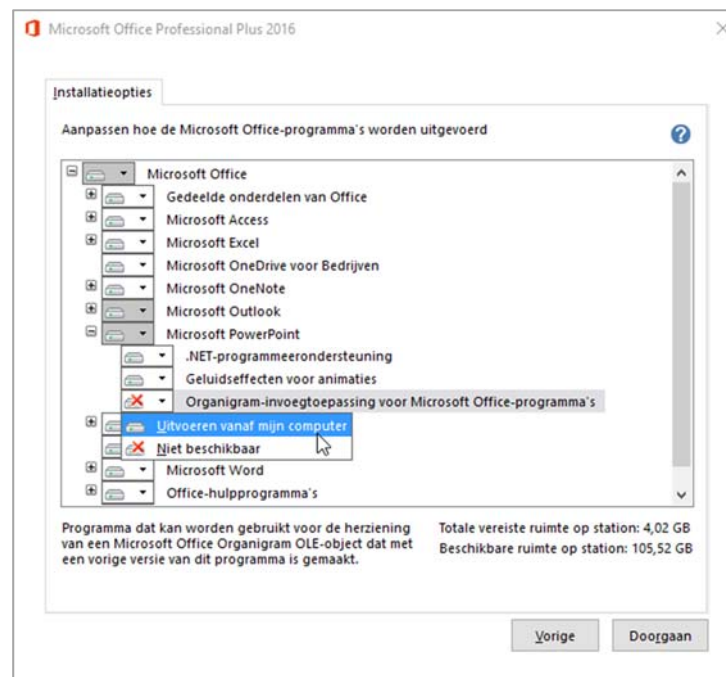 Microsoft Office Professional Plus 2016
Installatieopties
Aanpassen hoe de Microsoft Office-programma's worden uitgevoerd
Microsoft Office
Gedeelde onderdelen van Office
Microsoft Access
Microsoft Excel
Microsoft OneDrive voor Bedrijven
Microsoft OneNote
Microsoft Outlook
Microsoft PowerPoint
.NET-programmeerondersteuning
Geluidseffecten voor animaties
Organigram-invoegtoepassing voor Microsoft Office-programma's
Uitvoeren vanaf mijn computer
Niet beschikbaar
Microsoft Word
Office-hulpprogramma's
Programma dat kan worden gebruikt voor de herziening
van een Microsoft Office Organigram OLE-object dat met
een vorige versie van dit programma is gemaakt.
Totale vereiste ruimte op station: 4,02 GB
Beschikbare ruimte op station: 105,52 GB
Vorige
Doorgaan